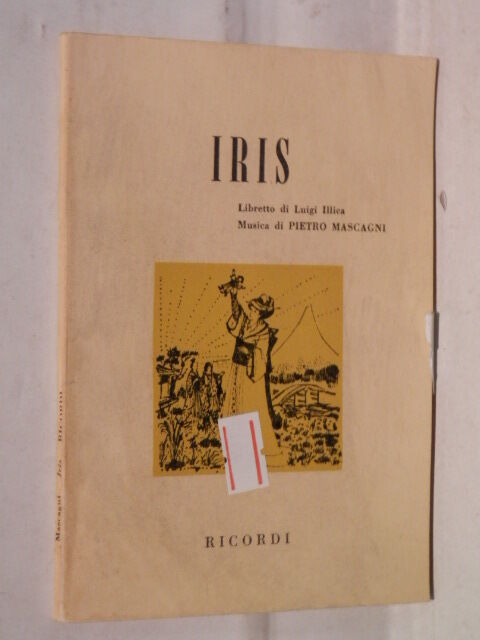 IRIS
Libretto di Luigi Illica
Musica di PIETRO MASCAGNI
RICORDI
Mascagni Iris RICORDI